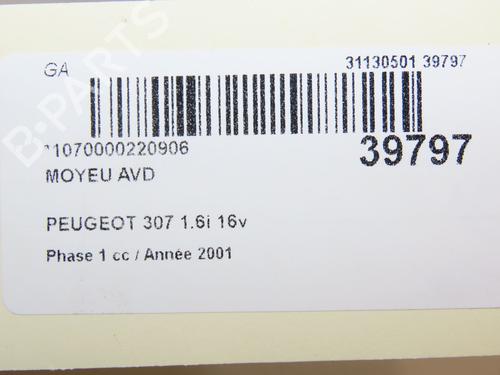 GA
31130501 39797
*1070000220906
39797
MOYEU AVD
PEUGEOT 307 1.6i 16v
Phase 1 cc / Année 2001
B-PARTS